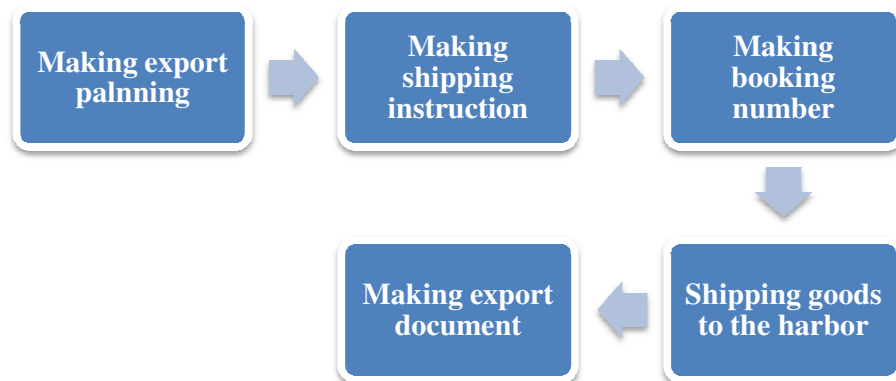 Making export
palnning
Making
shipping
instruction
Making
booking
number
Shipping goods
to the harbor
Making export
document